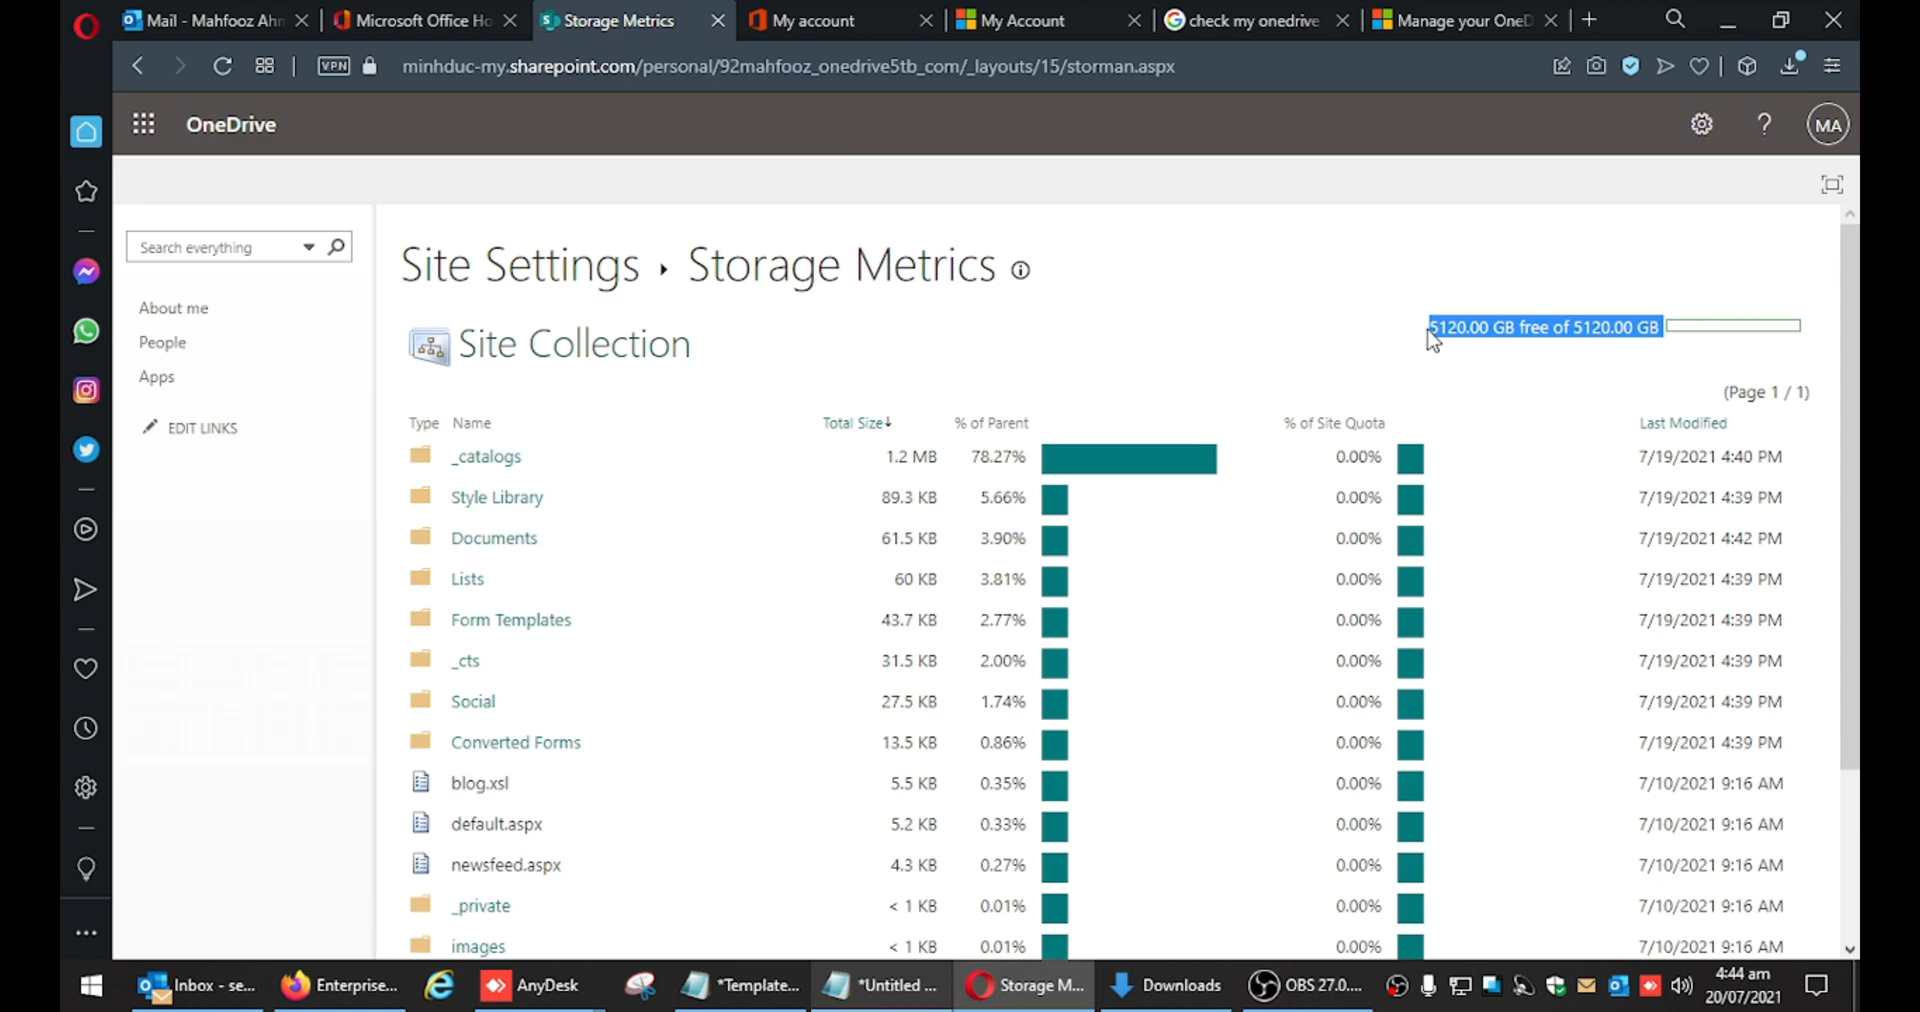 Mail - Mahfooz Ahn
Microsoft Office Ho
Storage Metrics
My account
My Account
check my onedrive
Manage your OneD
VPN
minhduc-my.sharepoint.com/personal/92mahfooz_onedrive5tb_com/_layouts/15/storman.aspx
OneDrive
?
MA
Search everything
About me
People
Apps
EDIT LINKS
Site Settings ▸ Storage Metrics
5120.00 GB free of 5120.00 GB
Site Collection
(Page 1 / 1)
Type Name Total Size↓ % of Parent % of Site Quota Last Modified
_catalogs 1.2 MB 78.27% 0.00% 7/19/2021 4:40 PM
Style Library 89.3 KB 5.66% 0.00% 7/19/2021 4:39 PM
Documents 61.5 KB 3.90% 0.00% 7/19/2021 4:42 PM
Lists 60 KB 3.81% 0.00% 7/19/2021 4:39 PM
Form Templates 43.7 KB 2.77% 0.00% 7/19/2021 4:39 PM
_cts 31.5 KB 2.00% 0.00% 7/19/2021 4:39 PM
Social 27.5 KB 1.74% 0.00% 7/19/2021 4:39 PM
Converted Forms 13.5 KB 0.86% 0.00% 7/19/2021 4:39 PM
blog.xsl 5.5 KB 0.35% 0.00% 7/10/2021 9:16 AM
default.aspx 5.2 KB 0.33% 0.00% 7/10/2021 9:16 AM
newsfeed.aspx 4.3 KB 0.27% 0.00% 7/10/2021 9:16 AM
_private < 1 KB 0.01% 0.00% 7/10/2021 9:16 AM
images < 1 KB 0.01% 0.00% 7/10/2021 9:16 AM
Inbox - se...
Enterprise...
AnyDesk
*Template...
*Untitled ...
Storage M...
Downloads
OBS 27.0....
4:44 am
20/07/2021